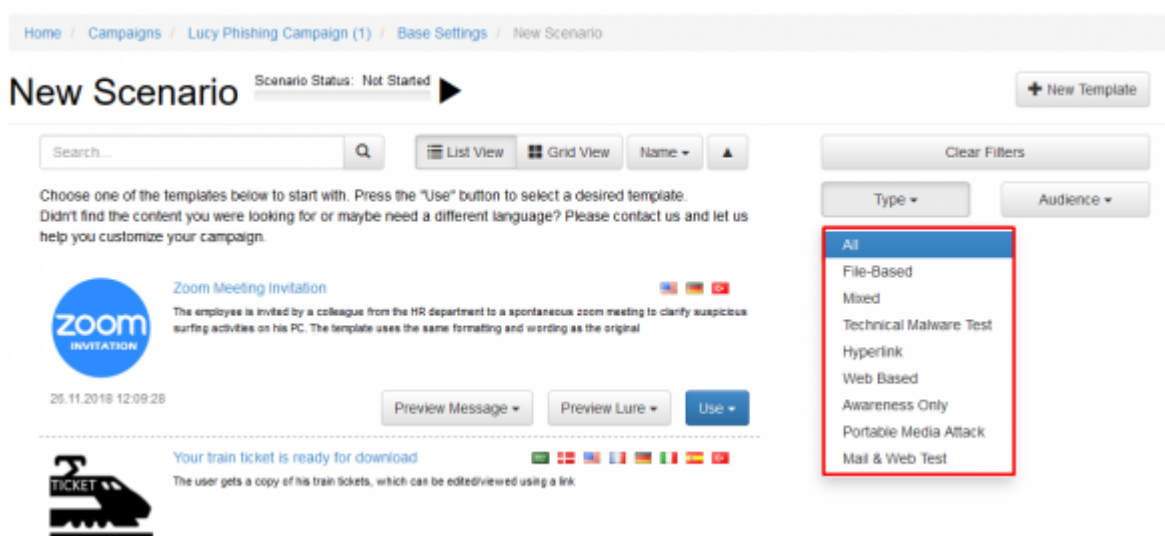 Home / Campaigns / Lucy Phishing Campaign (1) / Base Settings / New Scenario
New Scenario
Scenario Status: Not Started
New Template
Search...
List View
Grid View
Name
Clear Filters
Choose one of the templates below to start with. Press the "Use" button to select a desired template.
Didn't find the content you were looking for or maybe need a different language? Please contact us and let us
help you customize your campaign.
Type
Audience
All
File-Based
Mixed
Technical Malware Test
Hyperlink
Web Based
Awareness Only
Portable Media Attack
Mail & Web Test
zoom
INVITATION
Zoom Meeting Invitation
The employee is invited by a colleague from the HR department to a spontaneous zoom meeting to clarify suspicious
surfing activities on his PC. The template uses the same formatting and wording as the original
26.11.2018 12:09:28
Preview Message
Preview Lure
Use
TICKET
Your train ticket is ready for download
The user gets a copy of his train tickets, which can be edited/viewed using a link